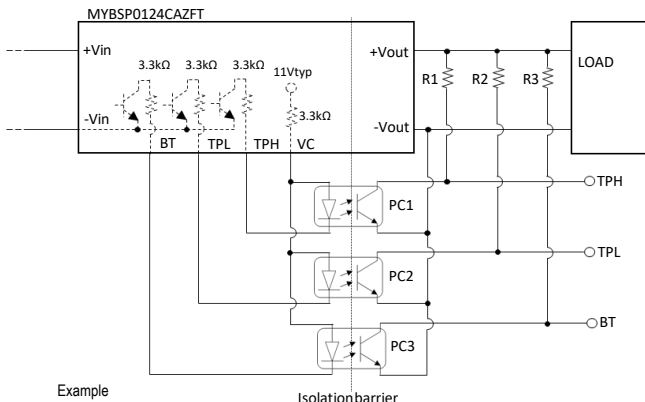 MYBSP0124CAZFT
+Vin
3.3kΩ 3.3kΩ 3.3kΩ
11Vtyp
3.3kΩ
-Vin
BT TPL TPH VC
+Vout
-Vout
R1 R2 R3
LOAD
PC1
TPH
PC2
TPL
PC3
BT
Example
Isolation barrier